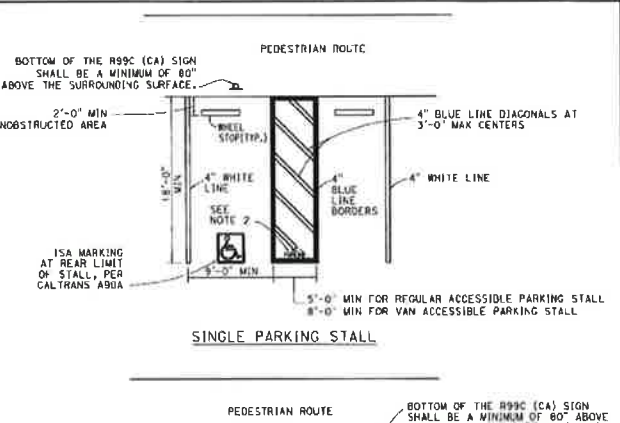 PEDESTRIAN ROUTE
BOTTOM OF THE R99C (CA) SIGN
SHALL BE A MINIMUM OF 80"
ABOVE THE SURROUNDING SURFACE.
2'-0" MIN
NOBSTRUCTED AREA
WHEEL
STOP(TYP.)
4" BLUE LINE DIAGONALS AT
3'-0" MAX CENTERS
18'-0"
MIN
4" WHITE
LINE
4"
BLUE
LINE
BORDERS
4" WHITE LINE
SEE
NOTE 2
ISA MARKING
AT REAR LIMIT
OF STALL, PER
CALTRANS A90A
9'-0" MIN
5'-0" MIN FOR REGULAR ACCESSIBLE PARKING STALL
8'-0" MIN FOR VAN ACCESSIBLE PARKING STALL
SINGLE PARKING STALL
PEDESTRIAN ROUTE
BOTTOM OF THE R99C (CA) SIGN
SHALL BE A MINIMUM OF 80" ABOVE